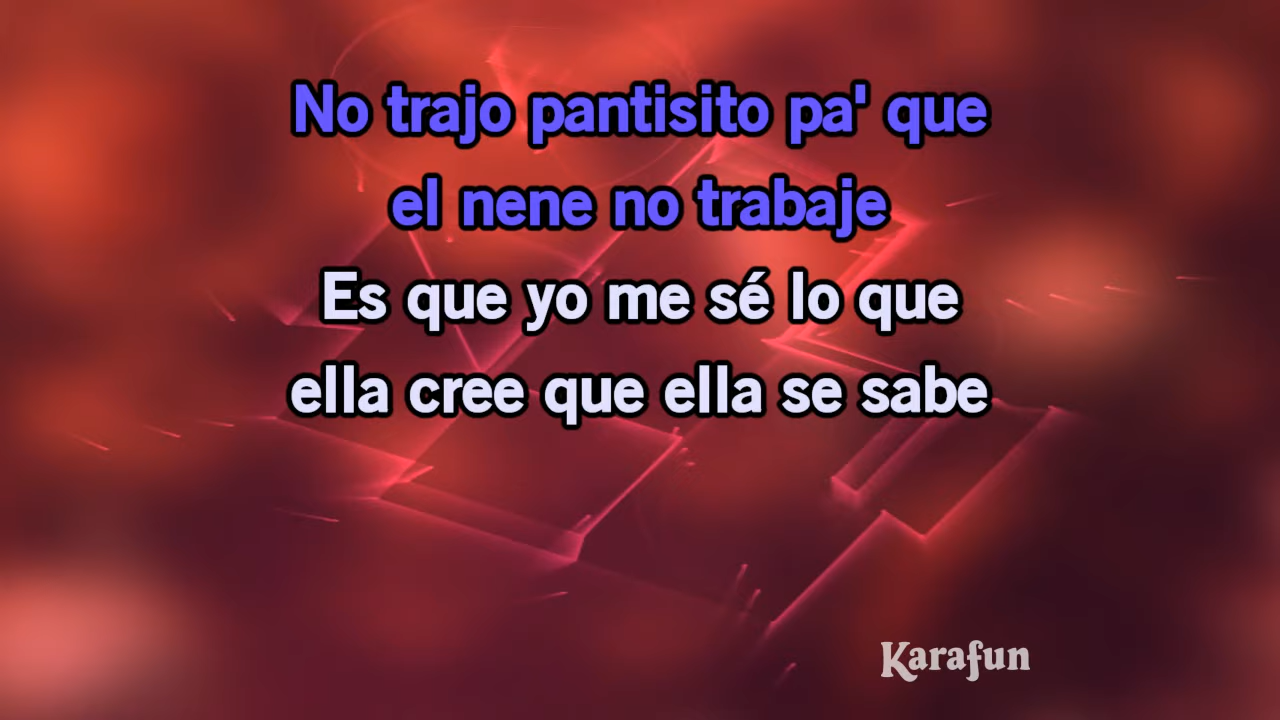 No trajo pantisito pa' que
el nene no trabaje
Es que yo me sé lo que
ella cree que ella se sabe
Karafun